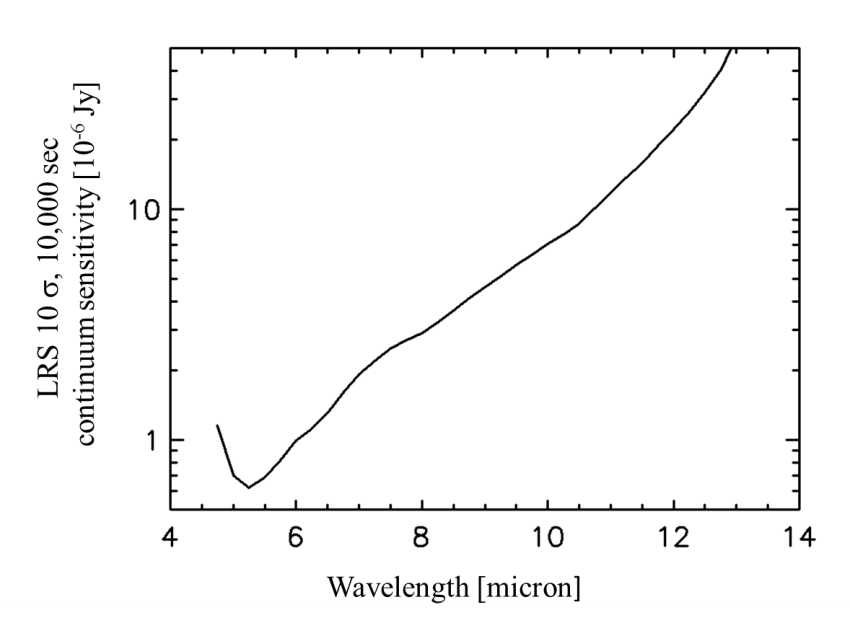 LRS 10 σ, 10,000 sec
continuum sensitivity [10-6 Jy]
10
1
4 6 8 10 12 14
Wavelength [micron]